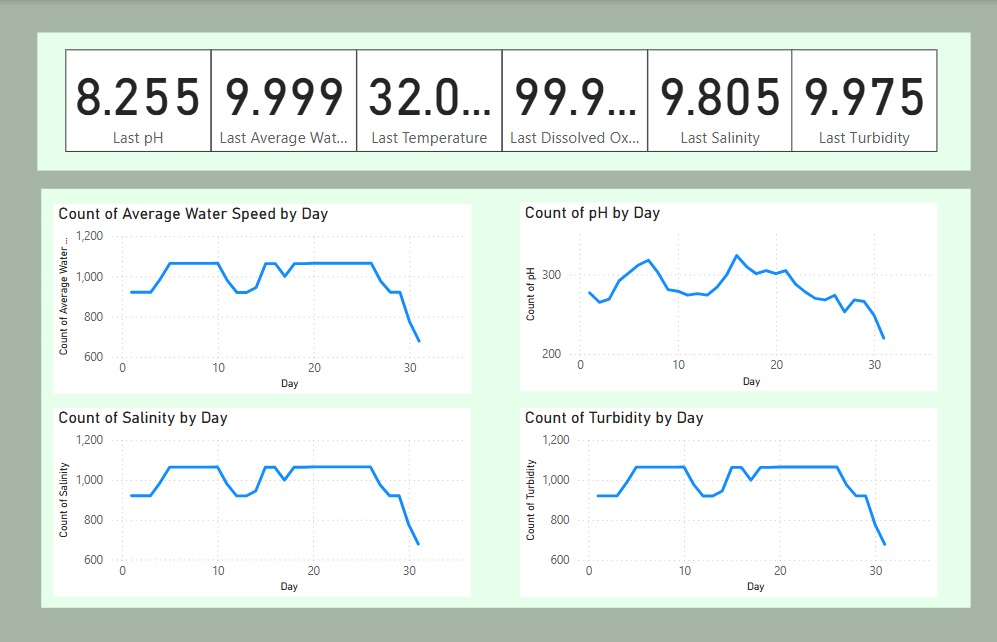 8.255 9.999 32.0... 99.9... 9.805 9.975
Last pH Last Average Wat... Last Temperature Last Dissolved Ox... Last Salinity Last Turbidity
Count of Average Water Speed by Day
Count of Average Water ...
1,200
1,000
800
600
0 10 20 30
Day
Count of pH by Day
Count of pH
300
200
0 10 20 30
Day
Count of Salinity by Day
Count of Salinity
1,200
1,000
800
600
0 10 20 30
Day
Count of Turbidity by Day
Count of Turbidity
1,200
1,000
800
600
0 10 20 30
Day